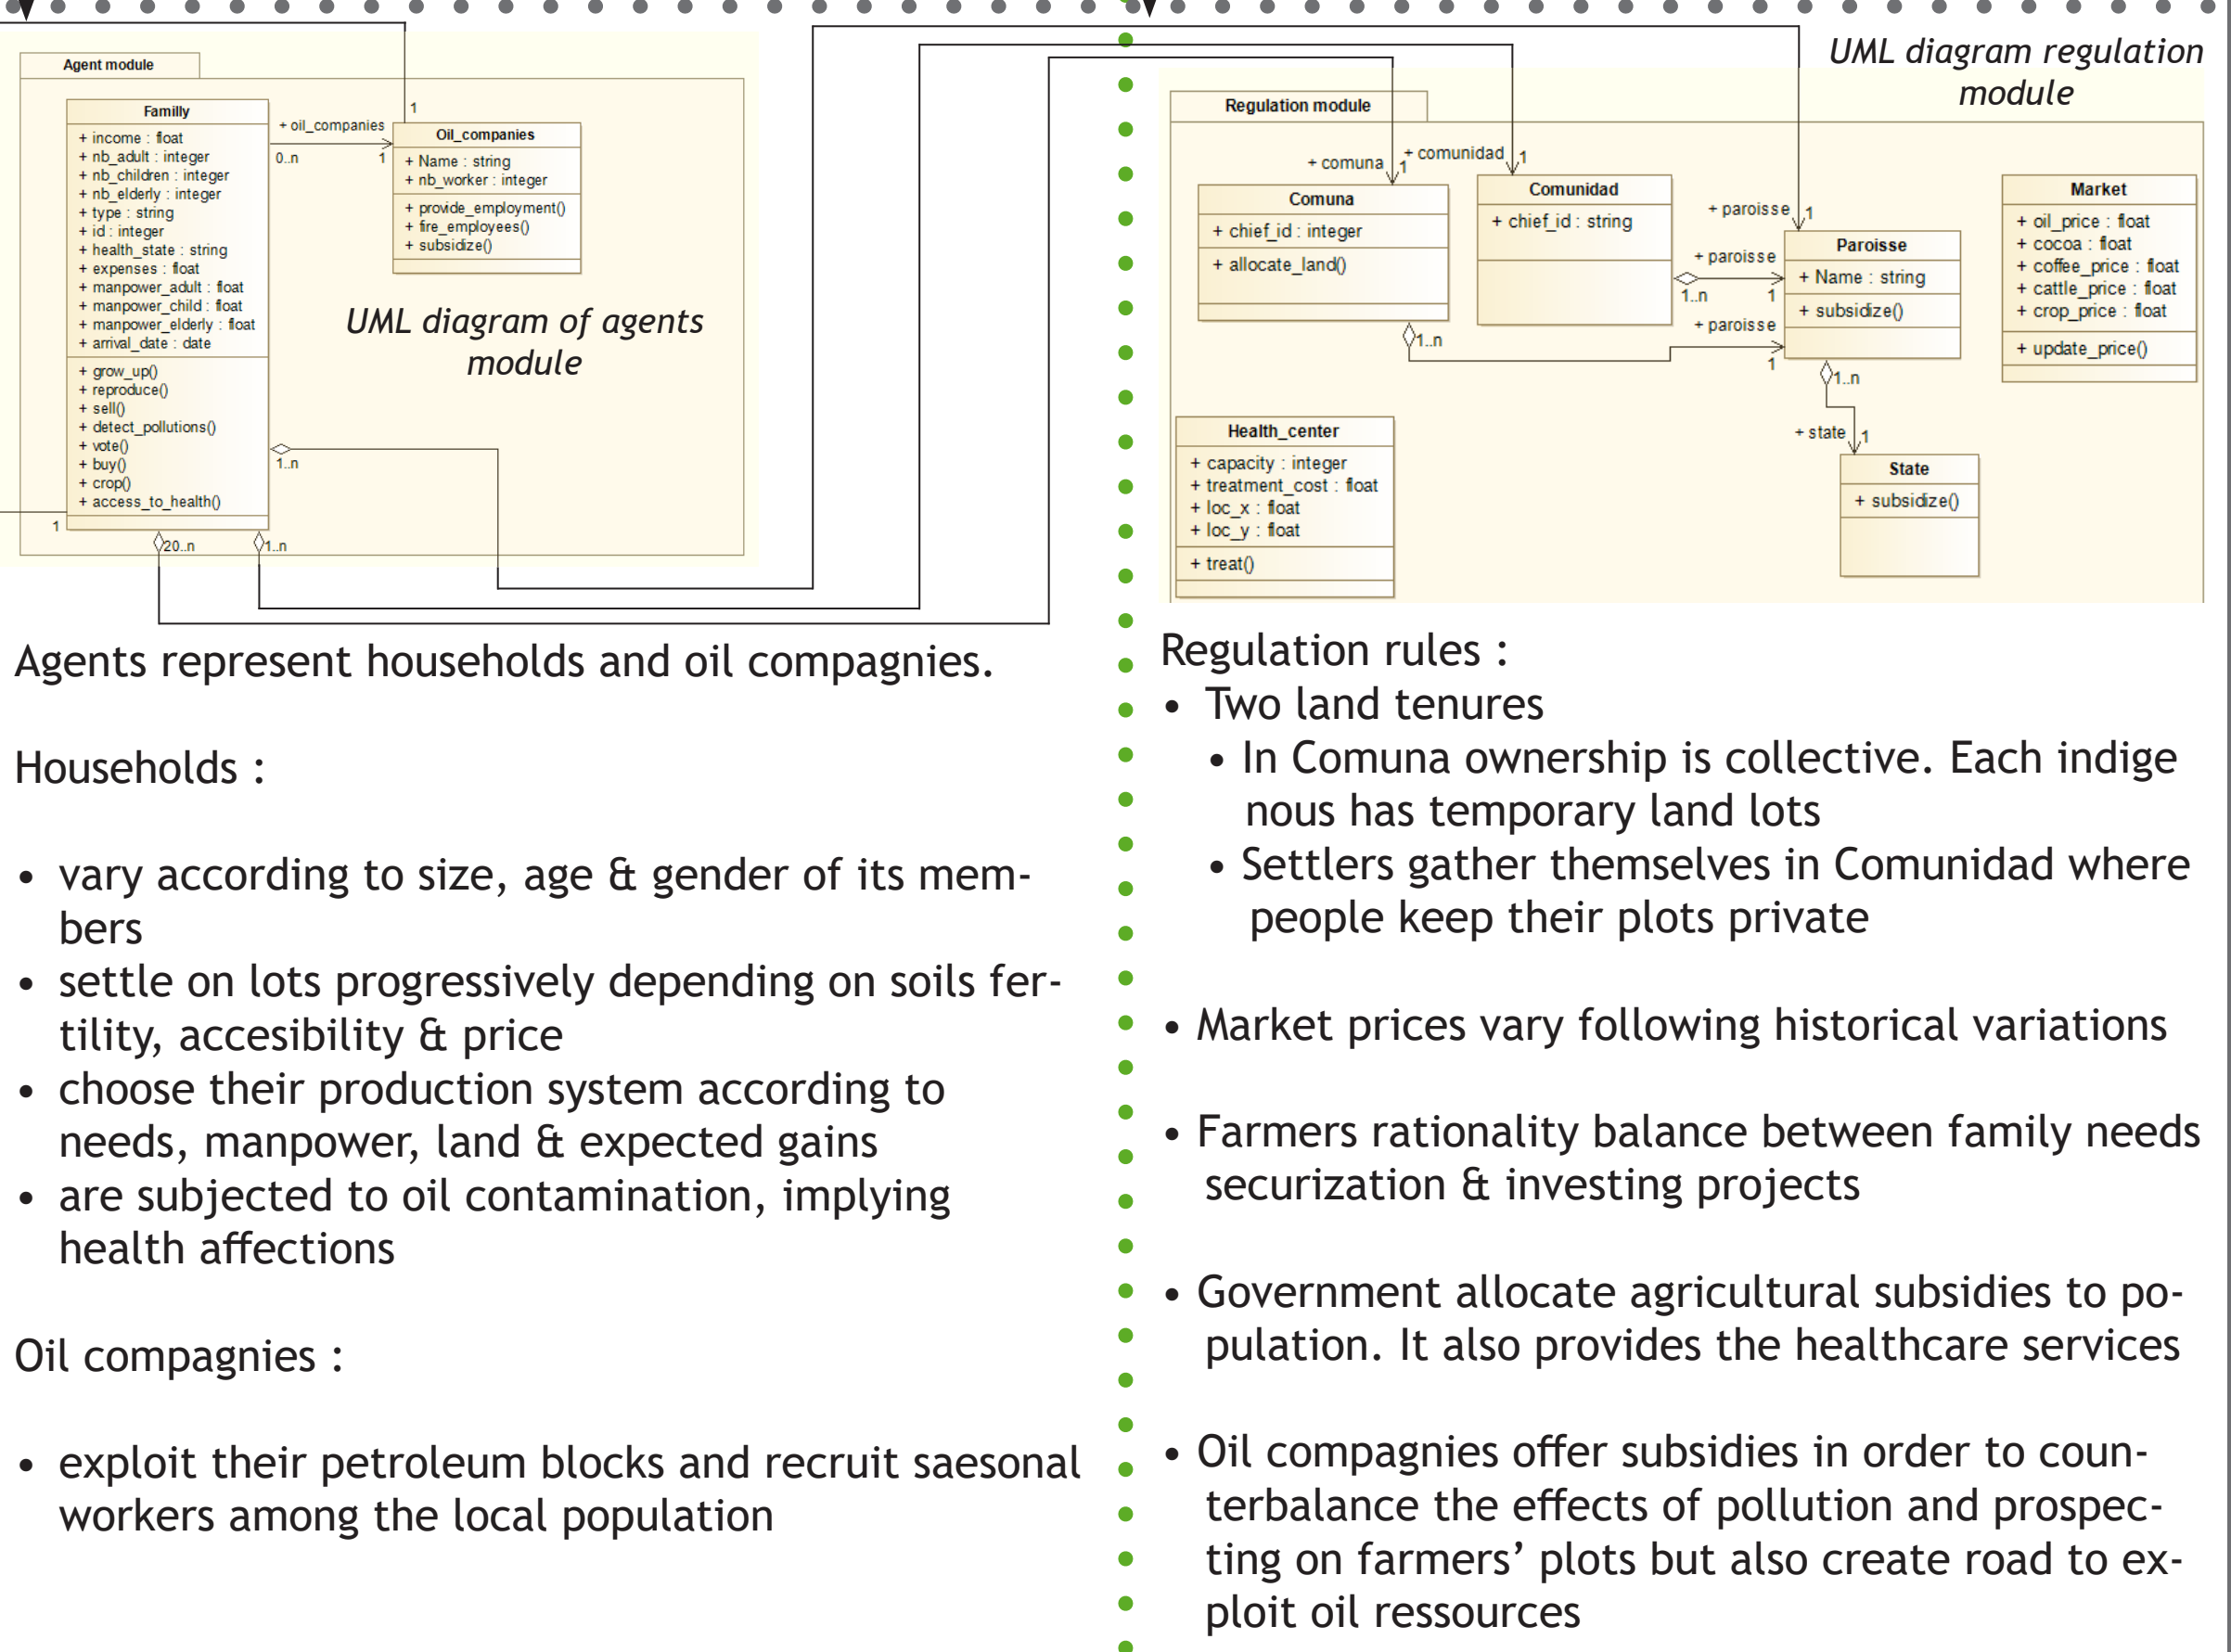 Agent module
Familly
+ income : float
+ nb_adult : integer
+ nb_children : integer
+ nb_elderly : integer
+ type : string
+ id : integer
+ health_state : string
+ expenses : float
+ manpower_adult : float
+ manpower_child : float
+ manpower_elderly : float
+ arrival_date : date
+ grow_up()
+ reproduce()
+ sell()
+ detect_pollutions()
+ vote()
+ buy()
+ crop()
+ access_to_health()
+ oil_companies
0..n
1
1
Oil_companies
+ Name : string
+ nb_worker : integer
+ provide_employment()
+ fire_employees()
+ subsidize()
UML diagram of agents
module
1..n
1
20..n
1..n
Agents represent households and oil compagnies.
Households :
• vary according to size, age & gender of its mem-
bers
• settle on lots progressively depending on soils fer-
tility, accesibility & price
• choose their production system according to
needs, manpower, land & expected gains
• are subjected to oil contamination, implying
health affections
Oil compagnies :
• exploit their petroleum blocks and recruit saesonal
workers among the local population
UML diagram regulation
module
Regulation module
+ comuna
1
+ comunidad
1
Comuna
+ chief_id : integer
+ allocate_land()
1..n
Comunidad
+ chief_id : string
+ paroisse
1
+ paroisse
1..n
1
+ paroisse
1
Paroisse
+ Name : string
+ subsidize()
1..n
Market
+ oil_price : float
+ cocoa : float
+ coffee_price : float
+ cattle_price : float
+ crop_price : float
+ update_price()
+ state
1
State
+ subsidize()
Health_center
+ capacity : integer
+ treatment_cost : float
+ loc_x : float
+ loc_y : float
+ treat()
Regulation rules :
• Two land tenures
• In Comuna ownership is collective. Each indige
nous has temporary land lots
• Settlers gather themselves in Comunidad where
people keep their plots private
• Market prices vary following historical variations
• Farmers rationality balance between family needs
securization & investing projects
• Government allocate agricultural subsidies to po-
pulation. It also provides the healthcare services
• Oil compagnies offer subsidies in order to coun-
terbalance the effects of pollution and prospec-
ting on farmers’ plots but also create road to ex-
ploit oil ressources